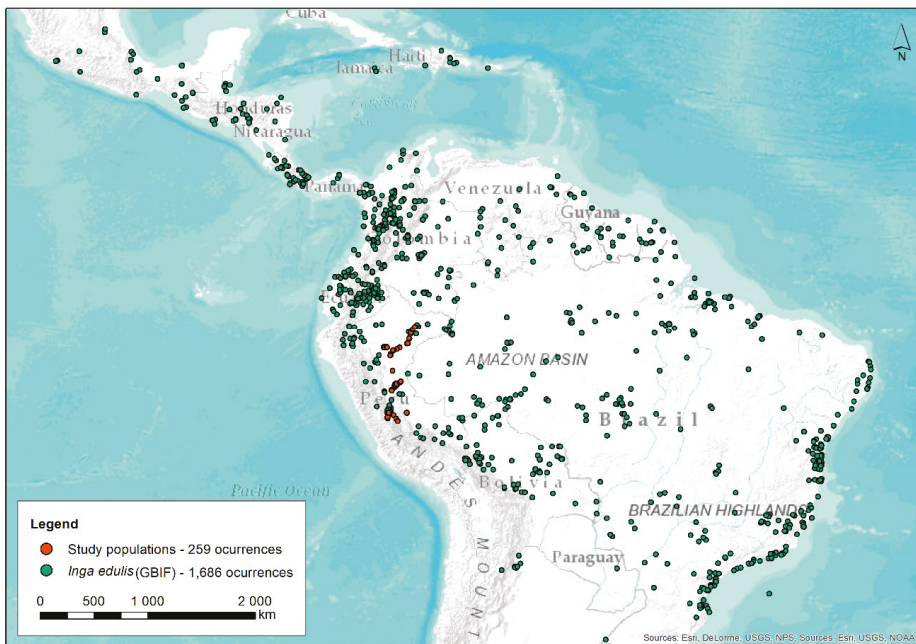 Cuba
Haiti
Jamaica
N
Honduras
Nicaragua
Panama
Venezuela
Guyana
Colombia
Ecuador
AMAZON BASIN
Peru
Brazil
ANDES MOUNT
Bolivia
Pacific Ocean
BRAZILIAN HIGHLANDS
Paraguay
Legend
Study populations - 259 ocurrences
Inga edulis (GBIF) - 1,686 ocurrences
0 500 1 000 2 000
km
Sources: Esri, DeLorme, USGS, NPS, Sources: Esri, USGS, NOAA